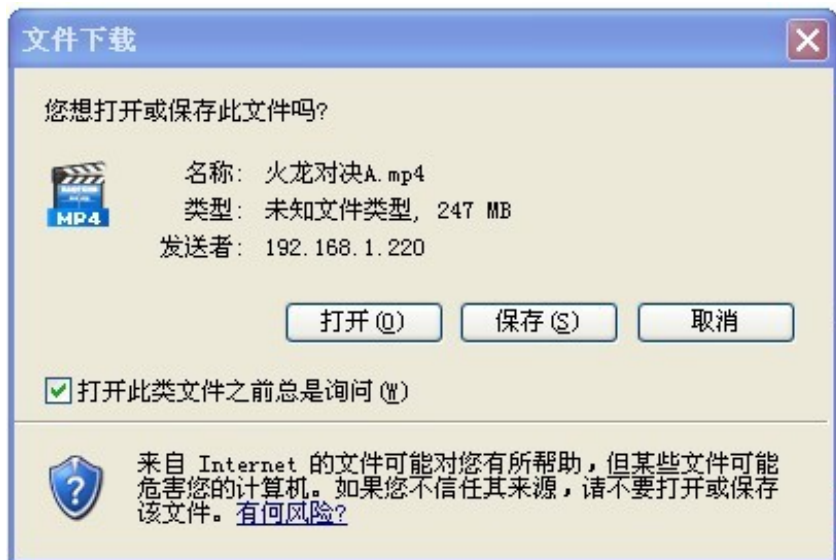 文件下载
您想打开或保存此文件吗?
名称: 火龙对决A.mp4
类型: 未知文件类型, 247 MB
MP4
发送者: 192.168.1.220
打开(O) 保存(S) 取消
打开此类文件之前总是询问(W)
来自 Internet 的文件可能对您有所帮助，但某些文件可能
危害您的计算机。如果您不信任其来源，请不要打开或保存
该文件。有何风险?